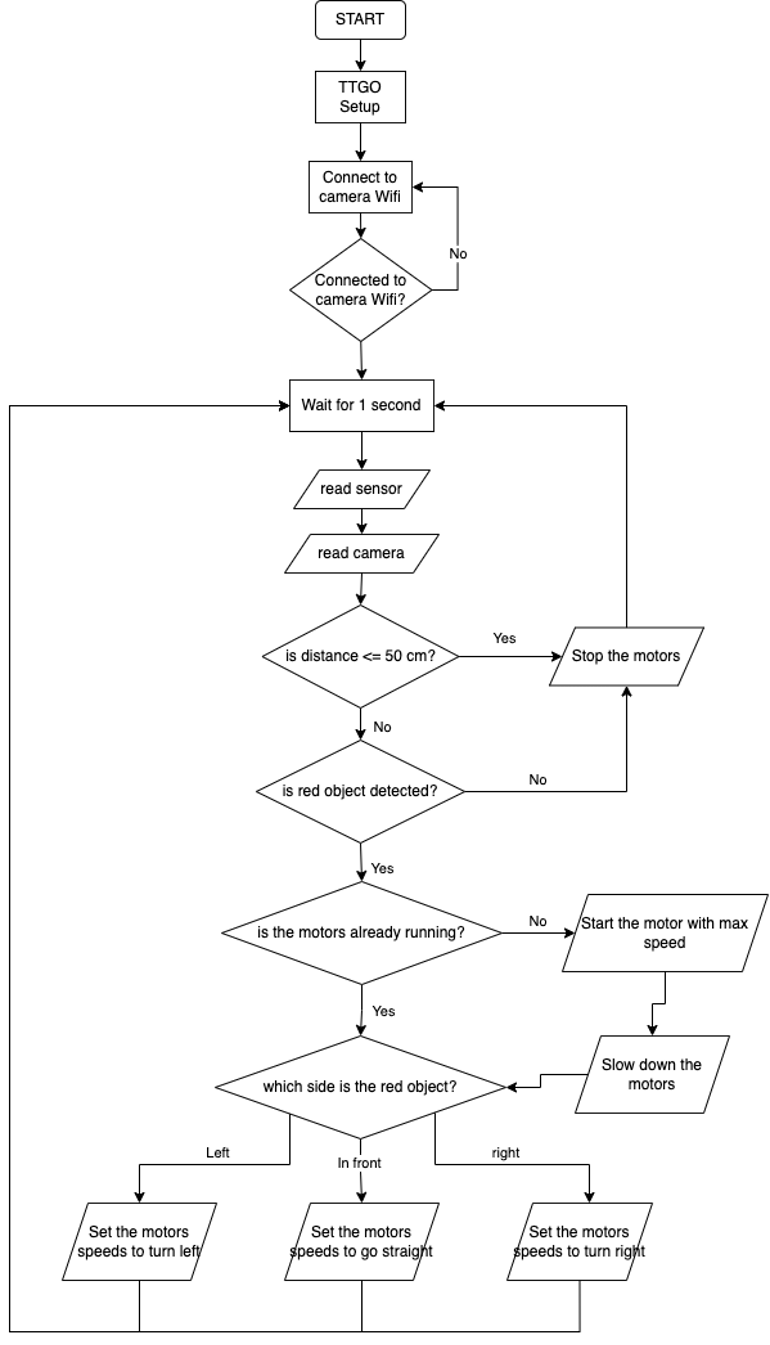 START
TTGO
Setup
Connect to
camera Wifi
No
Connected to
camera Wifi?
Wait for 1 second
read sensor
read camera
is distance <= 50 cm?
Yes
Stop the motors
No
is red object detected?
No
Yes
is the motors already running?
No
Start the motor with max
speed
Yes
Slow down the
motors
which side is the red object?
Left
In front
right
Set the motors
speeds to turn left
Set the motors
speeds to go straight
Set the motors
speeds to turn right